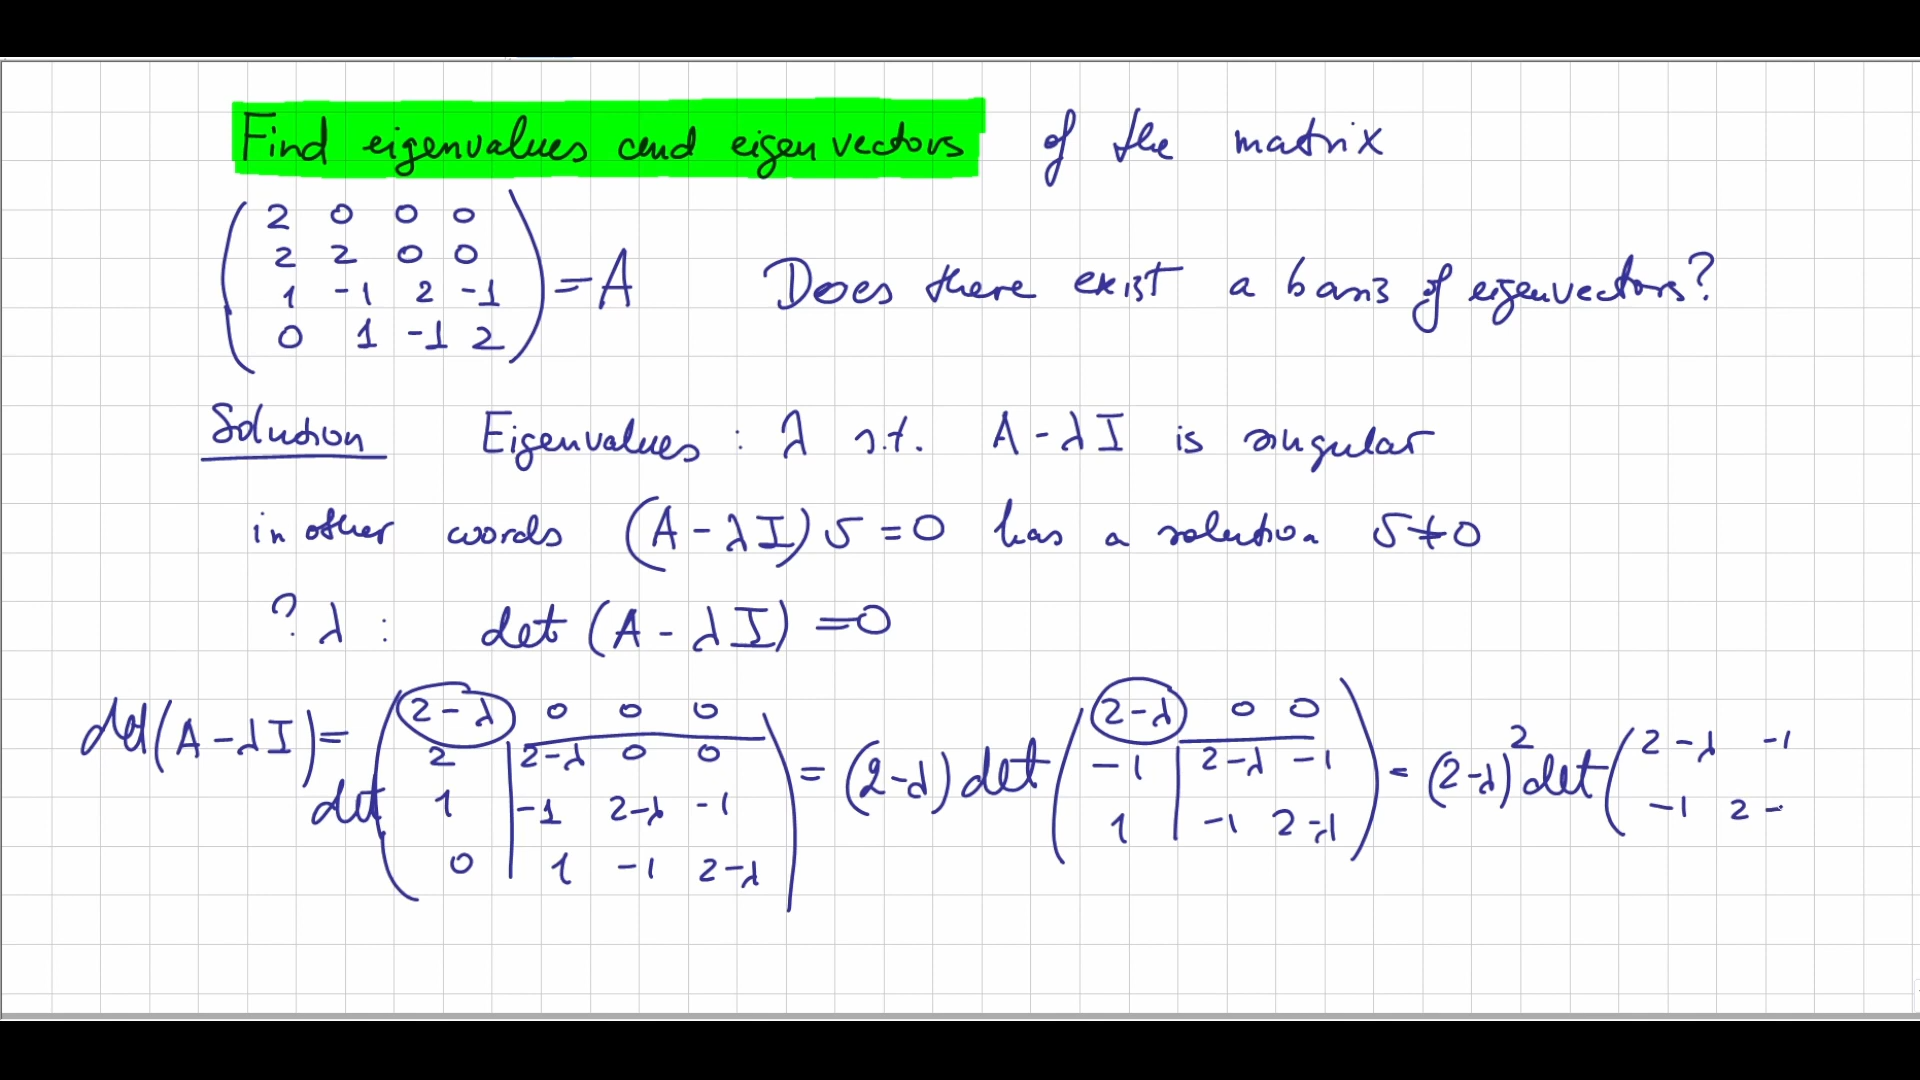 Find eigenvalues and eigenvectors of the matrix
(2 0 0 0
2 2 0 0
1 -1 2 -1
0 1 -1 2) = A Does there exist a basis of eigenvectors?
Solution Eigenvalues : λ s.t. A - λI is singular
in other words (A - λI) v = 0 has a solution v ≠ 0
? λ : det (A - λI) = 0
det(A - λI) = det (2-λ 0 0 0
2 2-λ 0 0
1 -1 2-λ -1
0 1 -1 2-λ) = (2-λ) det (2-λ 0 0
-1 2-λ -1
1 -1 2-λ) = (2-λ)² det (2-λ -1
-1 2 -